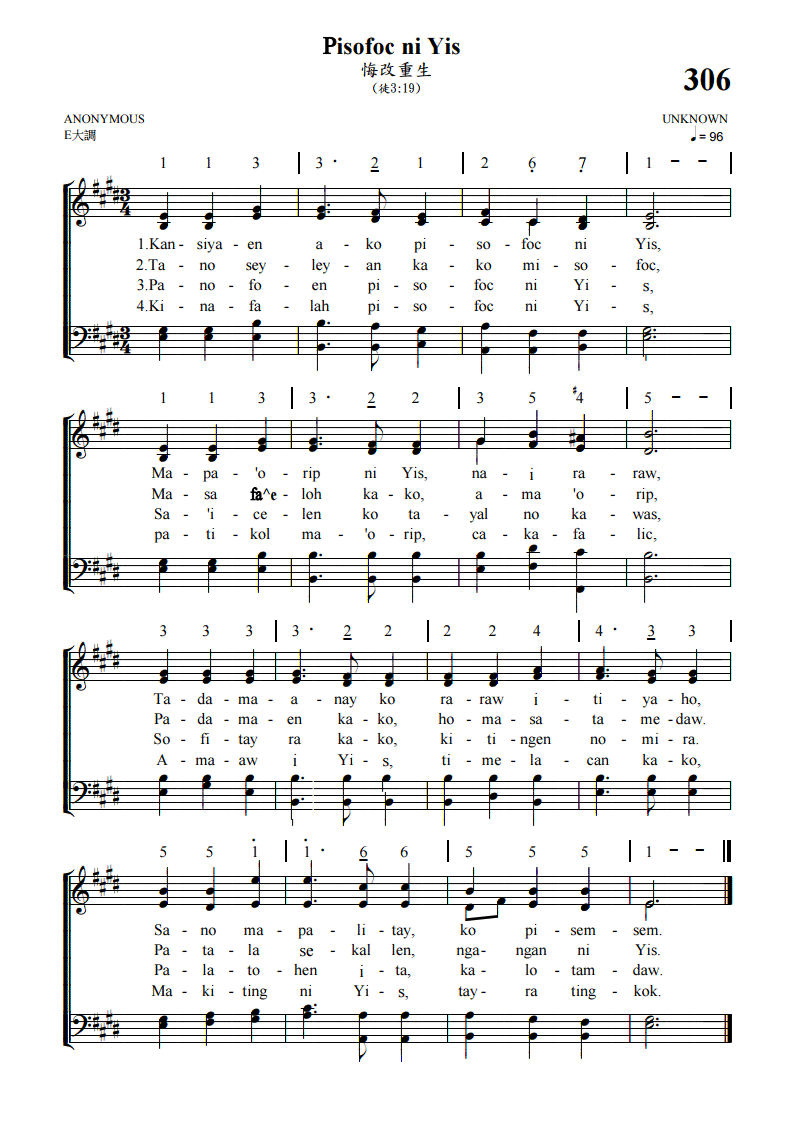 Pisofoc ni Yis
悔改重生
(徒3:19)
306
ANONYMOUS
UNKNOWN
E大調
♩= 96
1 1 3 | 3 · 2 1 | 2 6 7 | 1 - - |
3/4
1.Kan- siya- en a - ko pi - so - foc ni Yis,
2.Ta - no sey - ley - an ka - ko mi - so - foc,
3.Pa - no - fo - en pi - so - foc ni Yi - s,
4.Ki - na - fa - lah pi - so - foc ni Yi - s,
3/4
1 1 3 | 3 · 2 2 | 3 5 #4 | 5 - - |
Ma - pa - 'o - rip ni Yis, na - i ra - raw,
Ma - sa fa^e - loh ka - ko, a - ma 'o - rip,
Sa - 'i - ce - len ko ta - yal no ka - was,
pa - ti - kol ma - 'o - rip, ca - ka - fa - lic,
3 3 3 | 3 · 2 2 | 2 2 4 | 4 · 3 3 |
Ta - da - ma - a - nay ko ra - raw i - ti - ya - ho,
Pa - da - ma - en ka - ko, ho - ma - sa - ta - me - daw.
So - fi - tay ra ka - ko, ki - ti - ngen no - mi - ra.
A - ma - aw i Yi - s, ti - me - la - can ka - ko,
5 5 1 | 1 · 6 6 | 5 5 5 | 1 - - ||
Sa - no ma - pa - li - tay, ko pi - sem - sem.
Pa - ta - la se - kal len, nga - ngan ni Yis.
Pa - la - to - hen i - ta, ka - lo - tam - daw.
Ma - ki - ting ni Yi - s, tay - ra ting - kok.